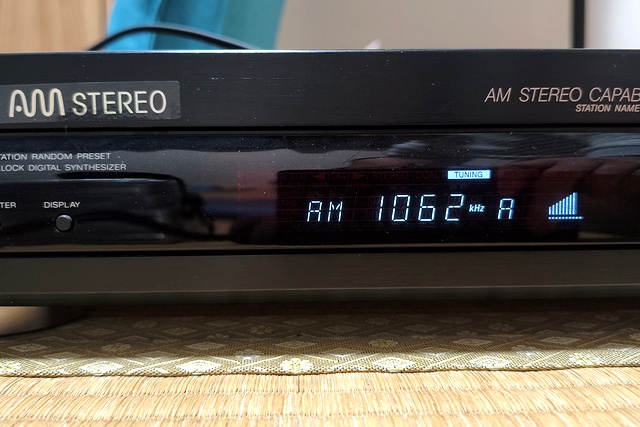 AM STEREO
AM STEREO CAPAB
STATION NAME
TATION RANDOM PRESET
LOCK DIGITAL SYNTHESIZER
TER
DISPLAY
TUNING
AM 1062 kHz A